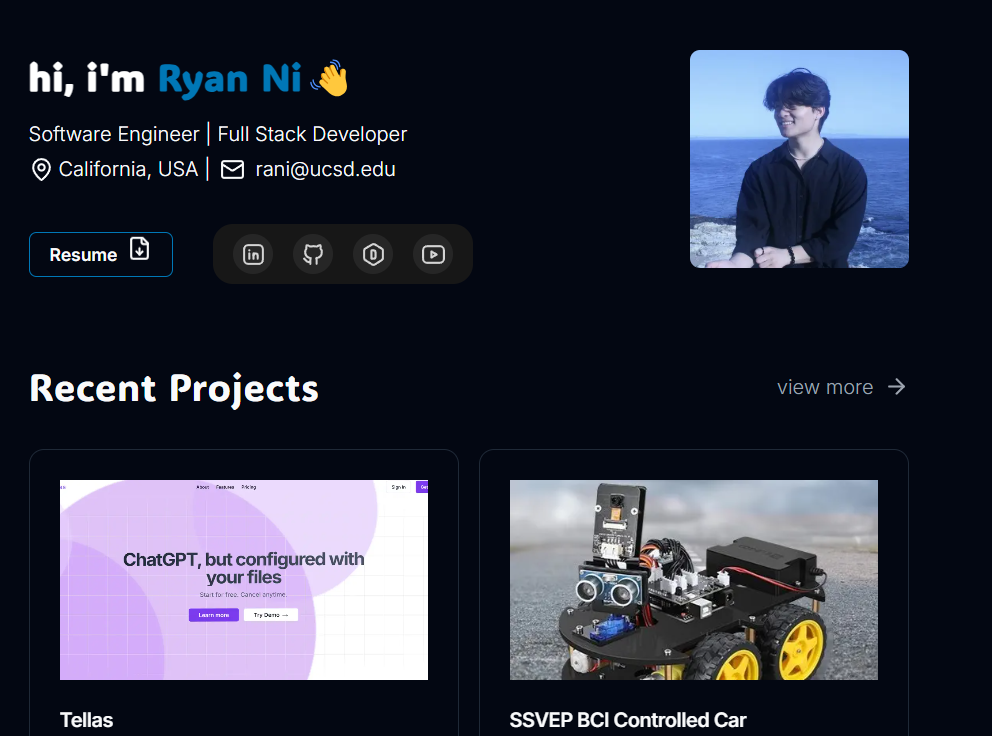 hi, i'm Ryan Ni 👋
Software Engineer | Full Stack Developer
California, USA | rani@ucsd.edu
Resume
Recent Projects
view more →
About Features Pricing
Sign In
ChatGPT, but configured with
your files
Start for free. Cancel anytime.
Learn more
Try Demo →
Tellas
SSVEP BCI Controlled Car